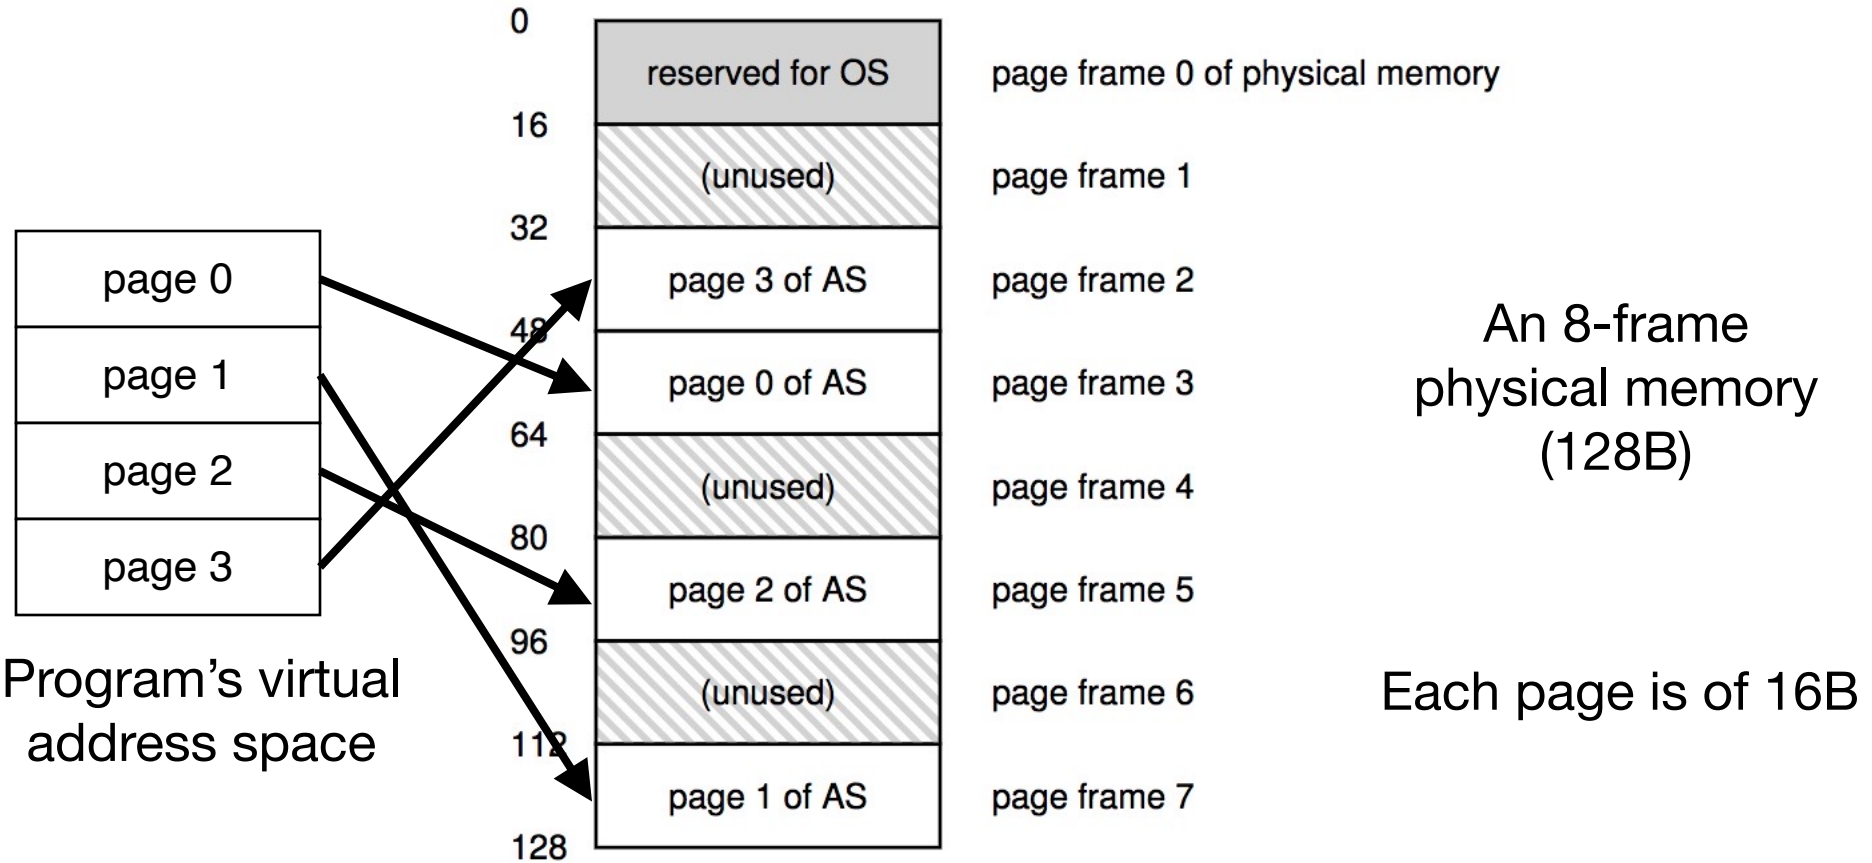 0
reserved for OS
page frame 0 of physical memory
16
(unused)
page frame 1
32
page 3 of AS
page frame 2
48
page 0 of AS
page frame 3
64
(unused)
page frame 4
80
page 2 of AS
page frame 5
96
(unused)
page frame 6
112
page 1 of AS
page frame 7
128
page 0
page 1
page 2
page 3
Program’s virtual
address space
An 8-frame
physical memory
(128B)
Each page is of 16B